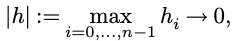 |h| := max_{i=0,...,n−1} h_i → 0,